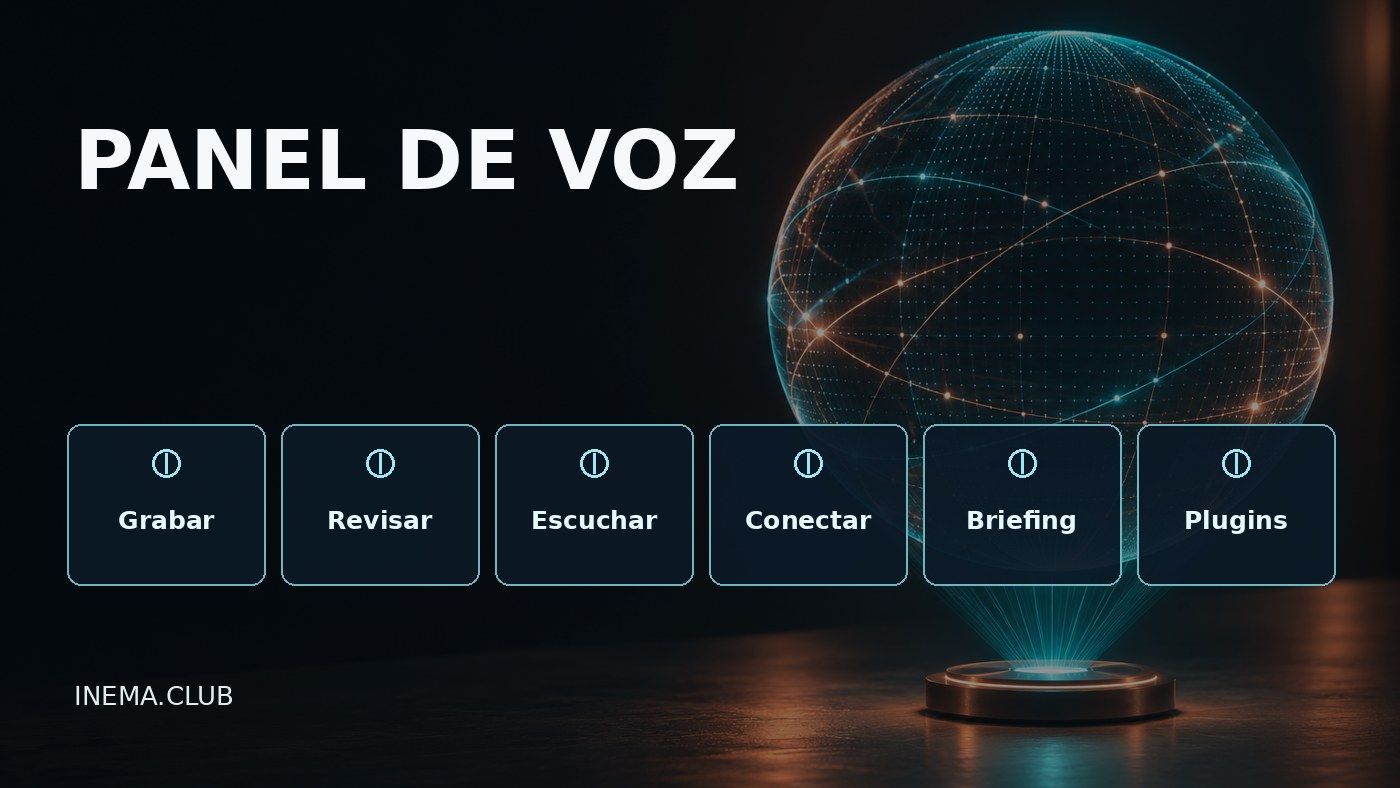 PANEL DE VOZ
Grabar
Revisar
Escuchar
Conectar
Briefing
Plugins
INEMA.CLUB